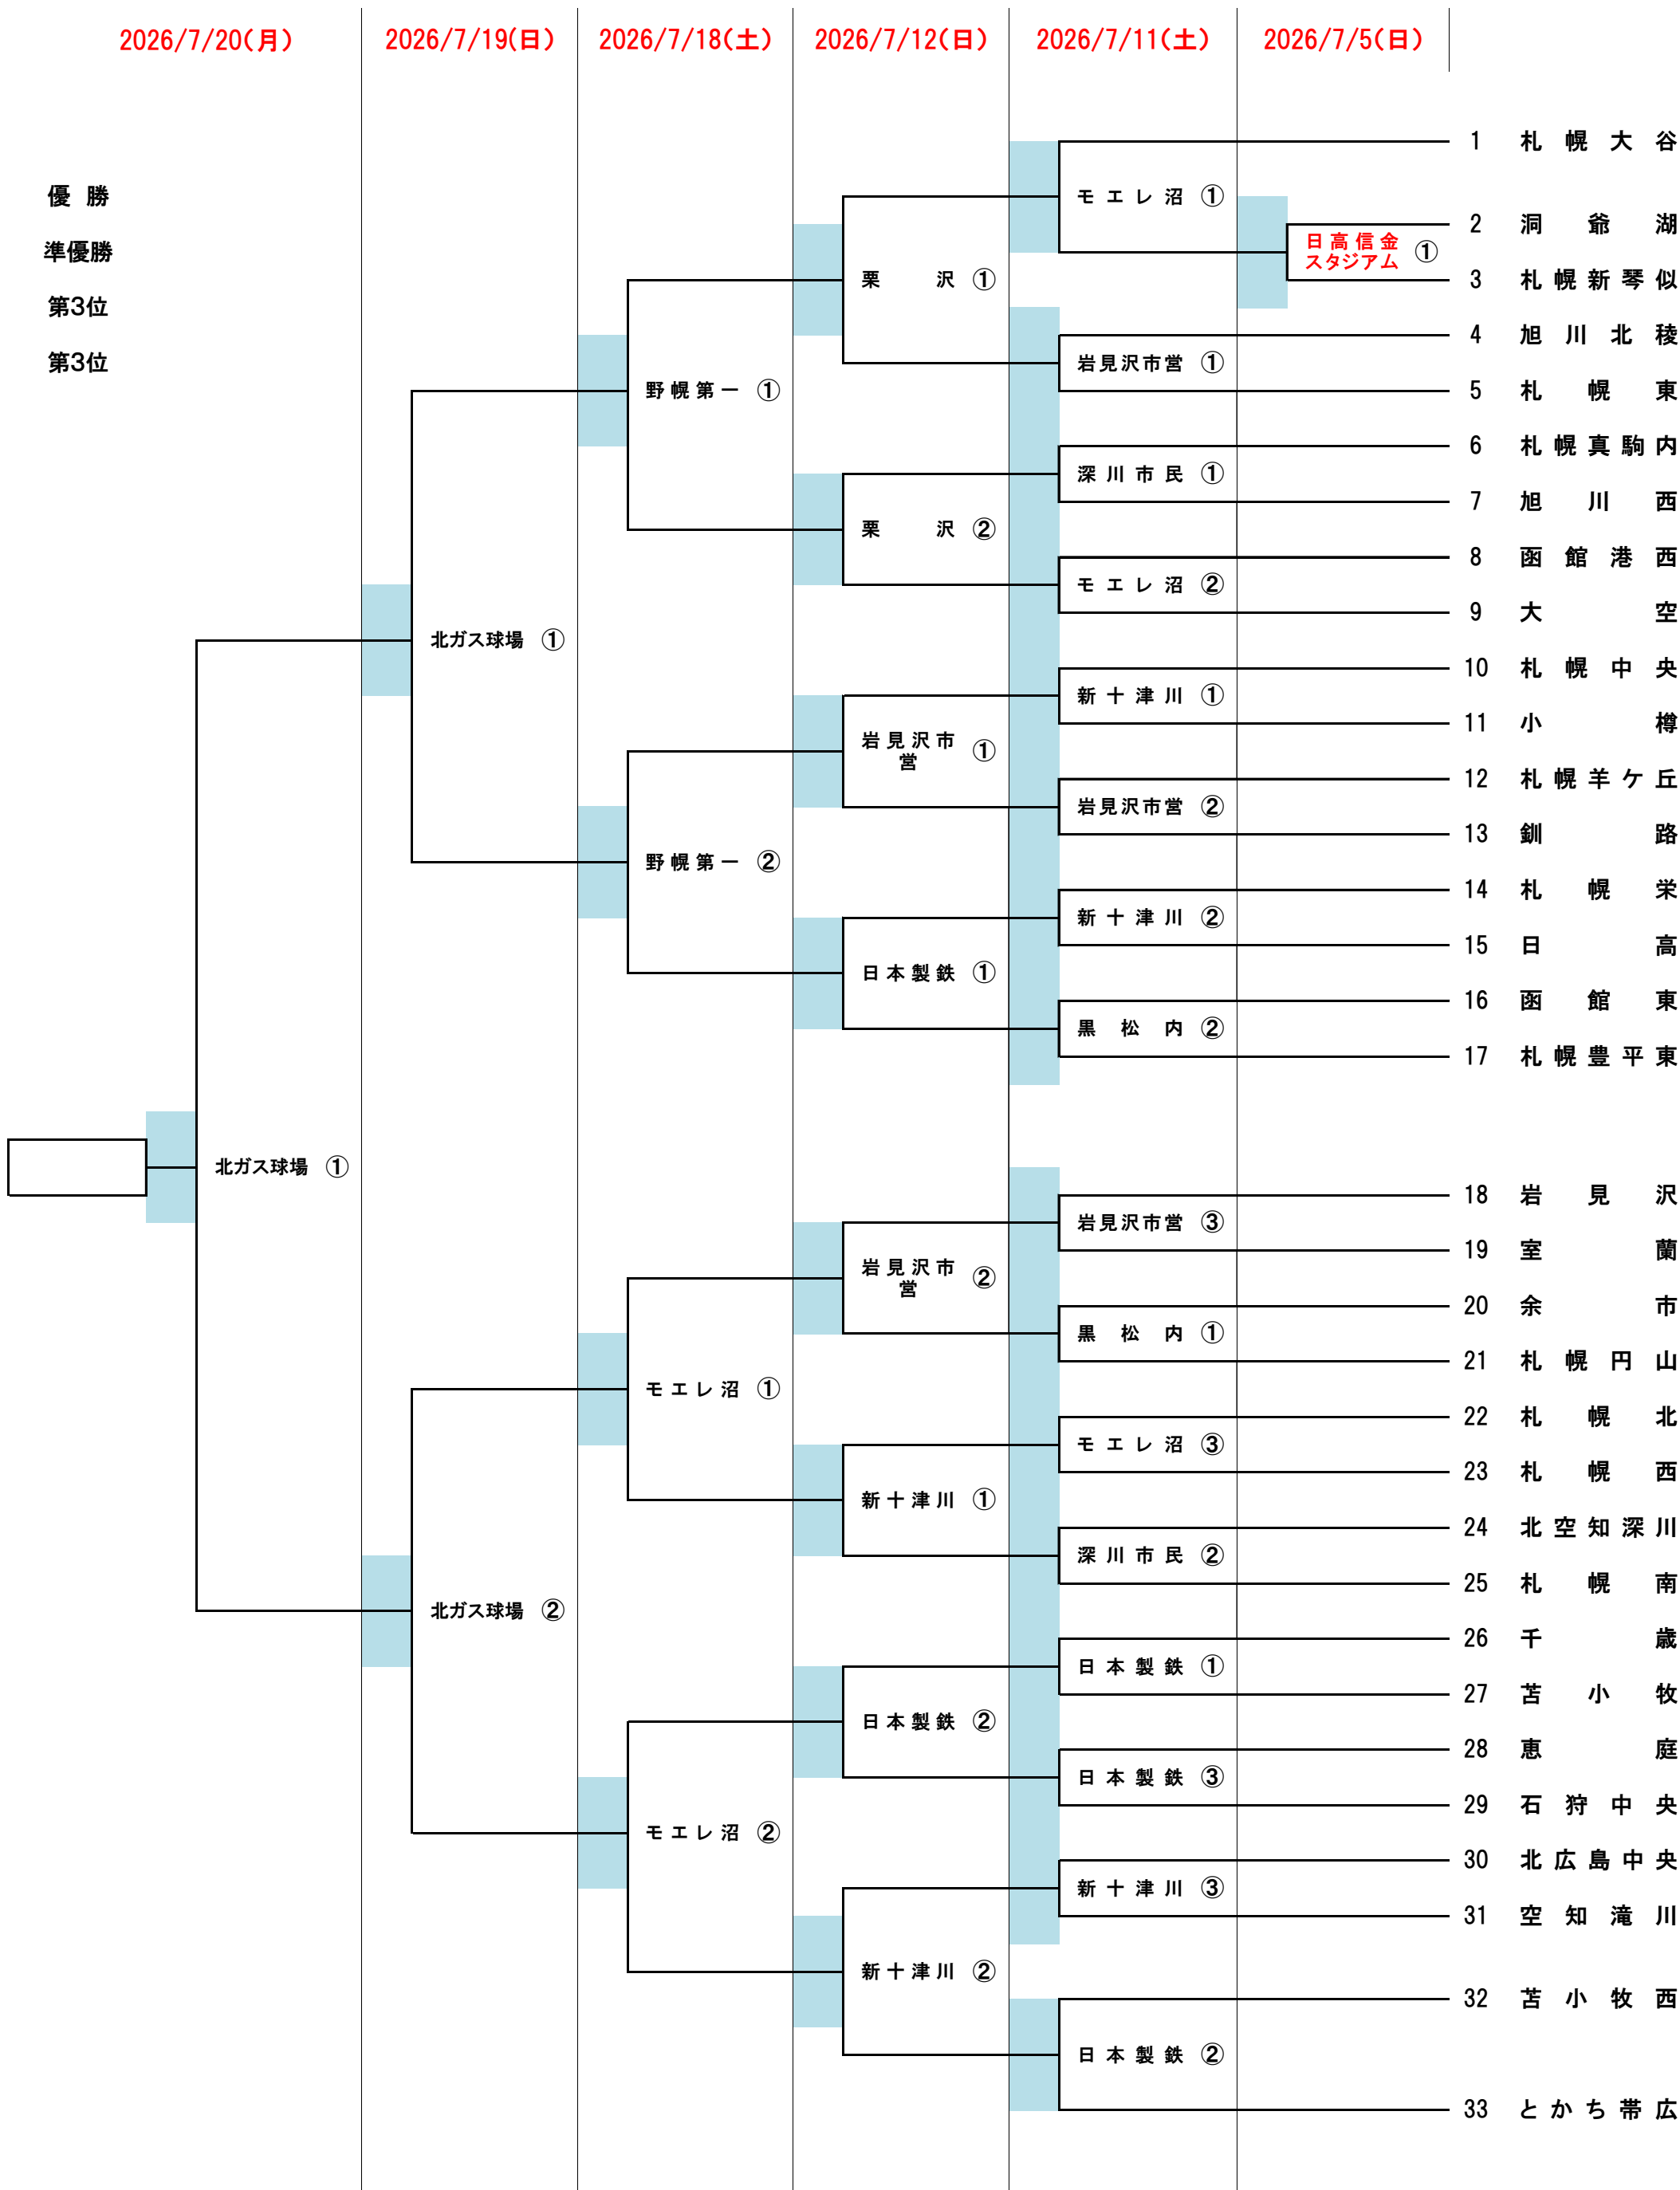 2026/7/20(月) 2026/7/19(日) 2026/7/18(土) 2026/7/12(日) 2026/7/11(土) 2026/7/5(日)
優勝
準優勝
第3位
第3位
1 札幌大谷
モエレ沼 ①
2 洞爺湖
日高信金
スタジアム ①
3 札幌新琴似
栗沢 ①
4 旭川北稜
岩見沢市営 ①
5 札幌東
野幌第一 ①
6 札幌真駒内
深川市民 ①
7 旭川西
栗沢 ②
8 函館港西
モエレ沼 ②
9 大空
北ガス球場 ①
10 札幌中央
新十津川 ①
11 小樽
岩見沢市
営 ①
12 札幌羊ケ丘
岩見沢市営 ②
13 釧路
野幌第一 ②
14 札幌栄
新十津川 ②
15 日高
日本製鉄 ①
16 函館東
黒松内 ②
17 札幌豊平東
北ガス球場 ①
18 岩見沢
岩見沢市営 ③
19 室蘭
岩見沢市
営 ②
20 余市
黒松内 ①
21 札幌円山
モエレ沼 ①
22 札幌北
モエレ沼 ③
23 札幌西
新十津川 ①
24 北空知深川
深川市民 ②
25 札幌南
北ガス球場 ②
26 千歳
日本製鉄 ①
27 苫小牧
日本製鉄 ②
28 恵庭
日本製鉄 ③
29 石狩中央
モエレ沼 ②
30 北広島中央
新十津川 ③
31 空知滝川
新十津川 ②
32 苫小牧西
日本製鉄 ②
33 とかち帯広